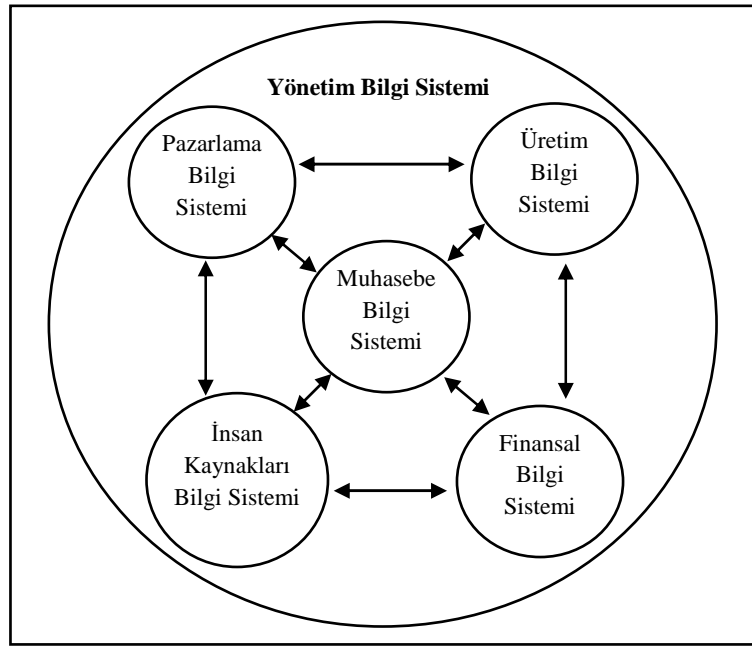 Yönetim Bilgi Sistemi
Pazarlama
Bilgi
Sistemi
Üretim
Bilgi
Sistemi
Muhasebe
Bilgi
Sistemi
İnsan
Kaynakları
Bilgi Sistemi
Finansal
Bilgi
Sistemi